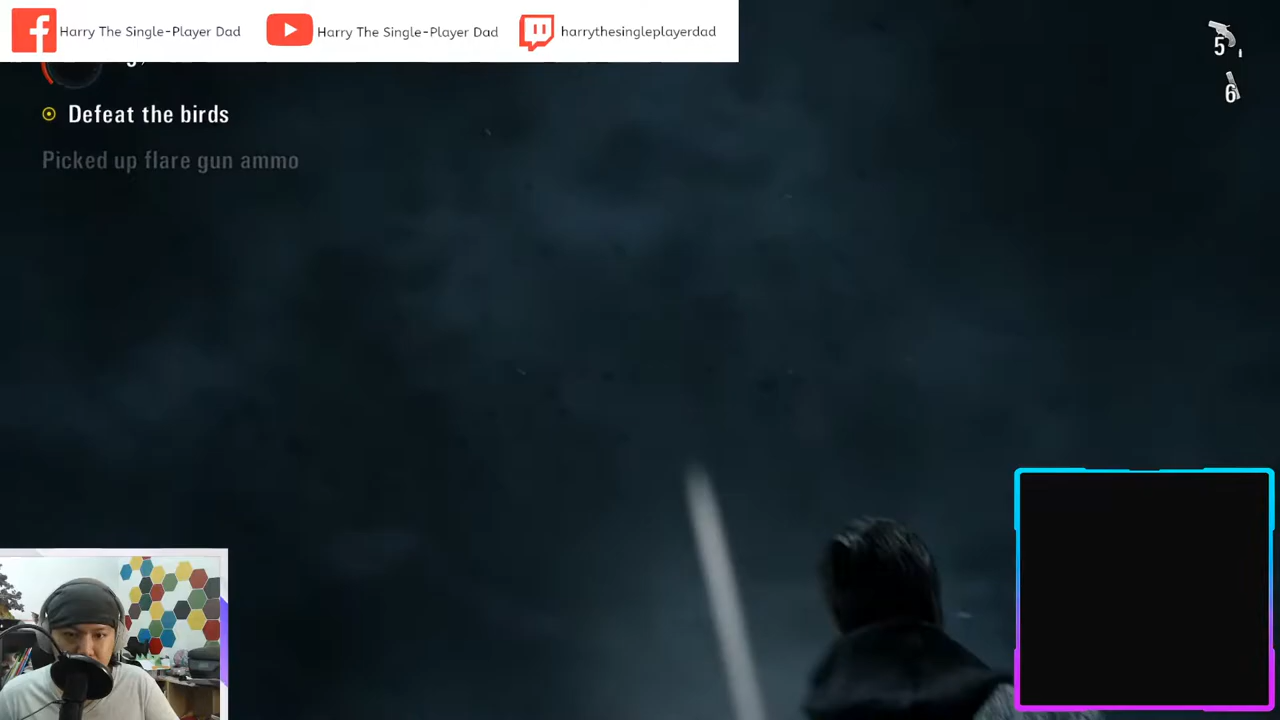 Harry The Single-Player Dad
Harry The Single-Player Dad
harrythesingleplayerdad
5
Defeat the birds
6
Picked up flare gun ammo